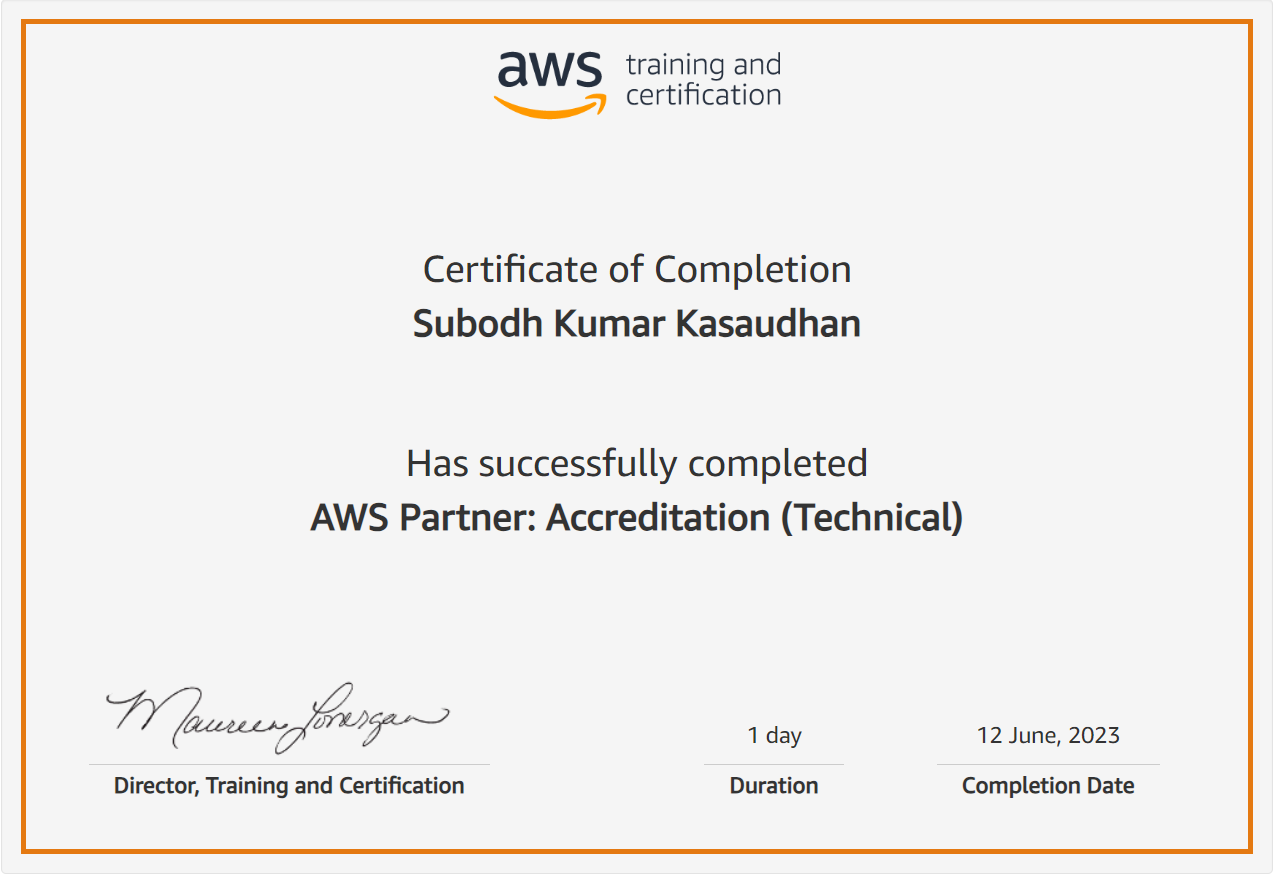 aws training and
certification
Certificate of Completion
Subodh Kumar Kasaudhan
Has successfully completed
AWS Partner: Accreditation (Technical)
Maureen Lonergan
1 day
12 June, 2023
Director, Training and Certification
Duration
Completion Date